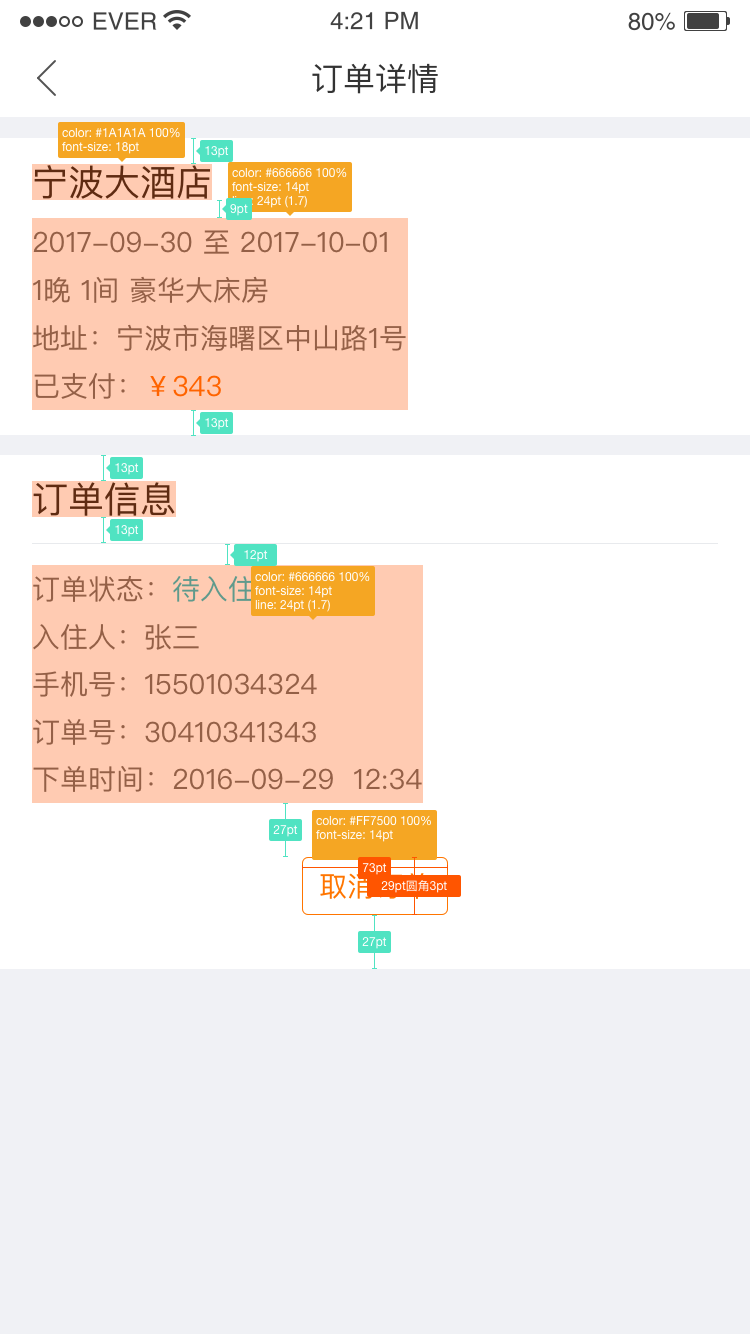 EVER 4:21 PM 80%
订单详情
color: #1A1A1A 100%
font-size: 18pt
13pt
宁波大酒店
color: #666666 100%
font-size: 14pt
24pt (1.7)
9pt
2017-09-30 至 2017-10-01
1晚 1间 豪华大床房
地址：宁波市海曙区中山路1号
已支付：￥343
13pt
13pt
订单信息
13pt
12pt
订单状态：待入住
color: #666666 100%
font-size: 14pt
line: 24pt (1.7)
入住人：张三
手机号：15501034324
订单号：30410341343
下单时间：2016-09-29 12:34
27pt
color: #FF7500 100%
font-size: 14pt
73pt
取消
29pt圆角3pt
27pt